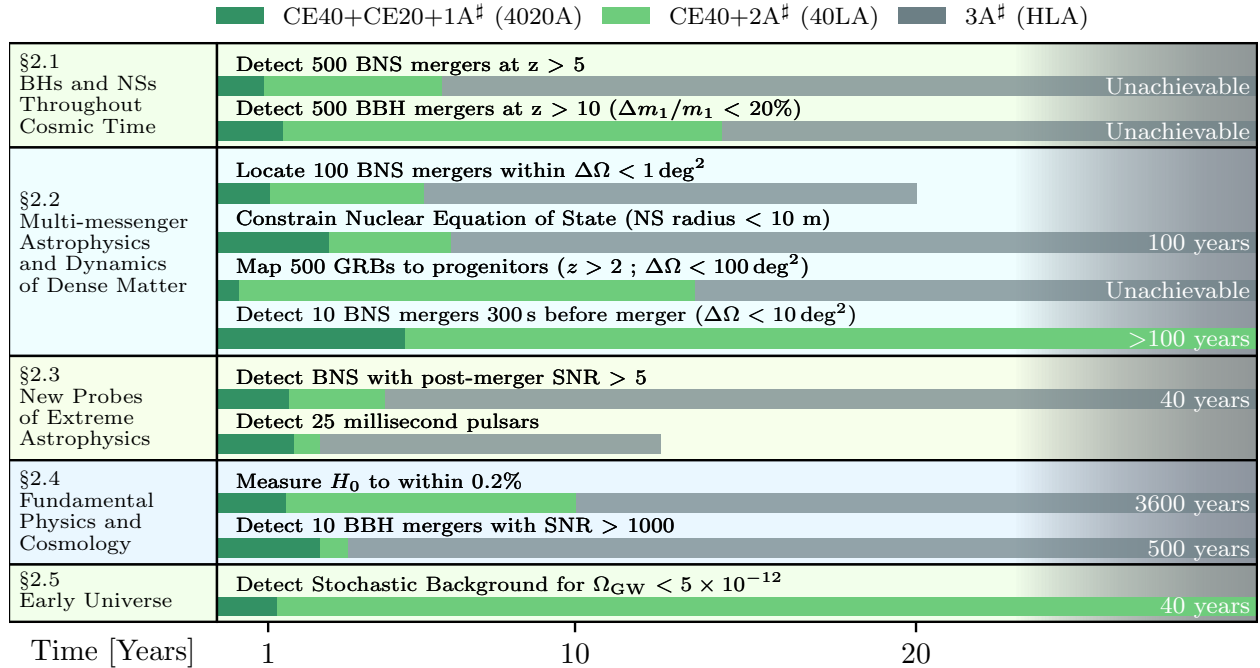 CE40+CE20+1A♯ (4020A) CE40+2A♯ (40LA) 3A♯ (HLA)
§2.1
BHs and NSs
Throughout
Cosmic Time
Detect 500 BNS mergers at z > 5
Unachievable
Detect 500 BBH mergers at z > 10 (Δm₁/m₁ < 20%)
Unachievable
§2.2
Multi-messenger
Astrophysics
and Dynamics
of Dense Matter
Locate 100 BNS mergers within ΔΩ < 1 deg²
Constrain Nuclear Equation of State (NS radius < 10 m)
100 years
Map 500 GRBs to progenitors (z > 2 ; ΔΩ < 100 deg²)
Unachievable
Detect 10 BNS mergers 300 s before merger (ΔΩ < 10 deg²)
>100 years
§2.3
New Probes
of Extreme
Astrophysics
Detect BNS with post-merger SNR > 5
40 years
Detect 25 millisecond pulsars
§2.4
Fundamental
Physics and
Cosmology
Measure H₀ to within 0.2%
3600 years
Detect 10 BBH mergers with SNR > 1000
500 years
§2.5
Early Universe
Detect Stochastic Background for Ω_GW < 5 × 10⁻¹²
40 years
Time [Years] 1 10 20